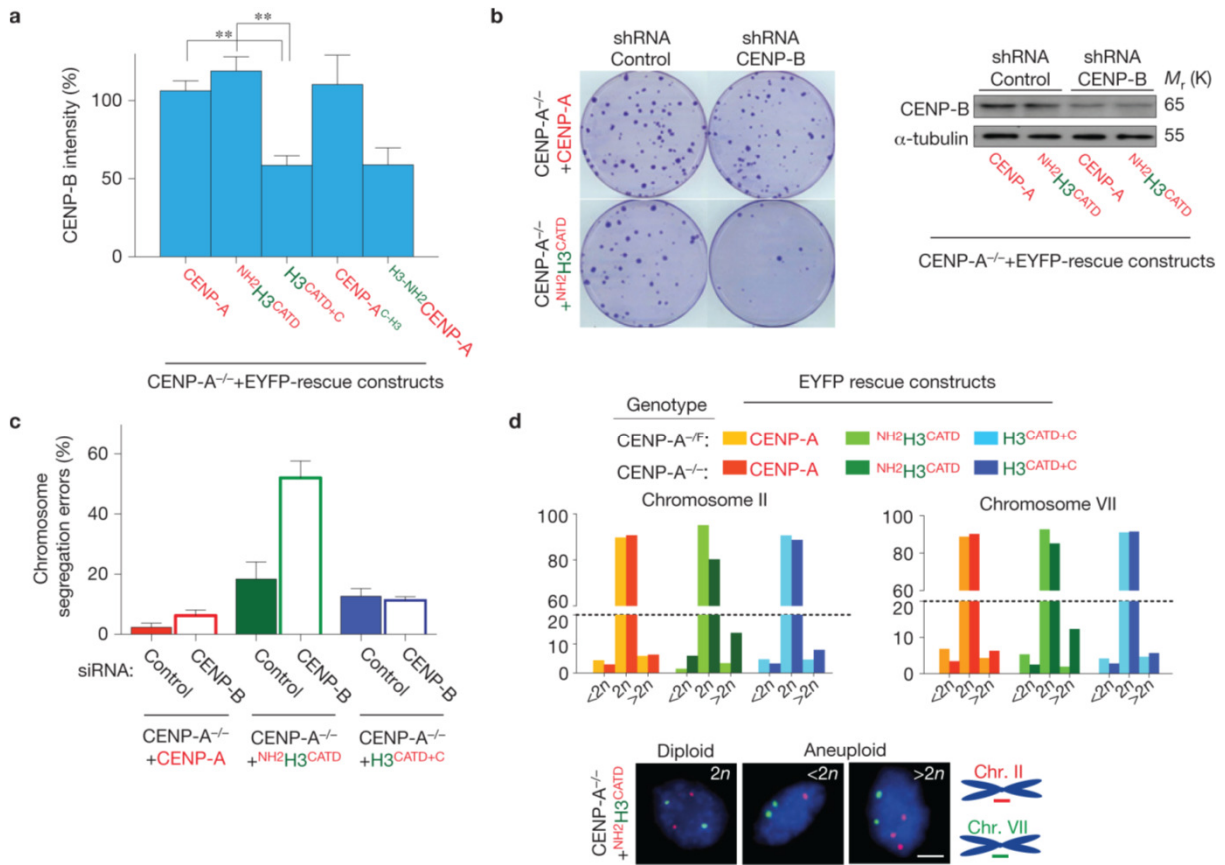 a
**
**
CENP-B intensity (%)
100
50
0
CENP-A
NH2H3CATD
H3CATD+C
CENP-AC-H3
H3-NH2CENP-A
CENP-A–/–+EYFP-rescue constructs
b
shRNA Control
shRNA CENP-B
CENP-A–/– +CENP-A
CENP-A–/– +NH2H3CATD
shRNA Control
shRNA CENP-B
Mr (K)
CENP-B
65
α-tubulin
55
CENP-A
NH2H3CATD
CENP-A
NH2H3CATD
CENP-A–/–+EYFP-rescue constructs
c
Chromosome segregation errors (%)
60
40
20
0
siRNA:
Control
CENP-B
Control
CENP-B
Control
CENP-B
CENP-A–/– +CENP-A
CENP-A–/– +NH2H3CATD
CENP-A–/– +H3CATD+C
d
EYFP rescue constructs
Genotype
CENP-A–/F:
CENP-A
NH2H3CATD
H3CATD+C
CENP-A–/–:
CENP-A
NH2H3CATD
H3CATD+C
Chromosome II
100
80
60
20
10
0
<2n
2n
>2n
<2n
2n
>2n
<2n
2n
>2n
Chromosome VII
100
80
60
20
10
0
<2n
2n
>2n
<2n
2n
>2n
<2n
2n
>2n
Diploid
Aneuploid
CENP-A–/– +NH2H3CATD
2n
<2n
>2n
Chr. II
Chr. VII